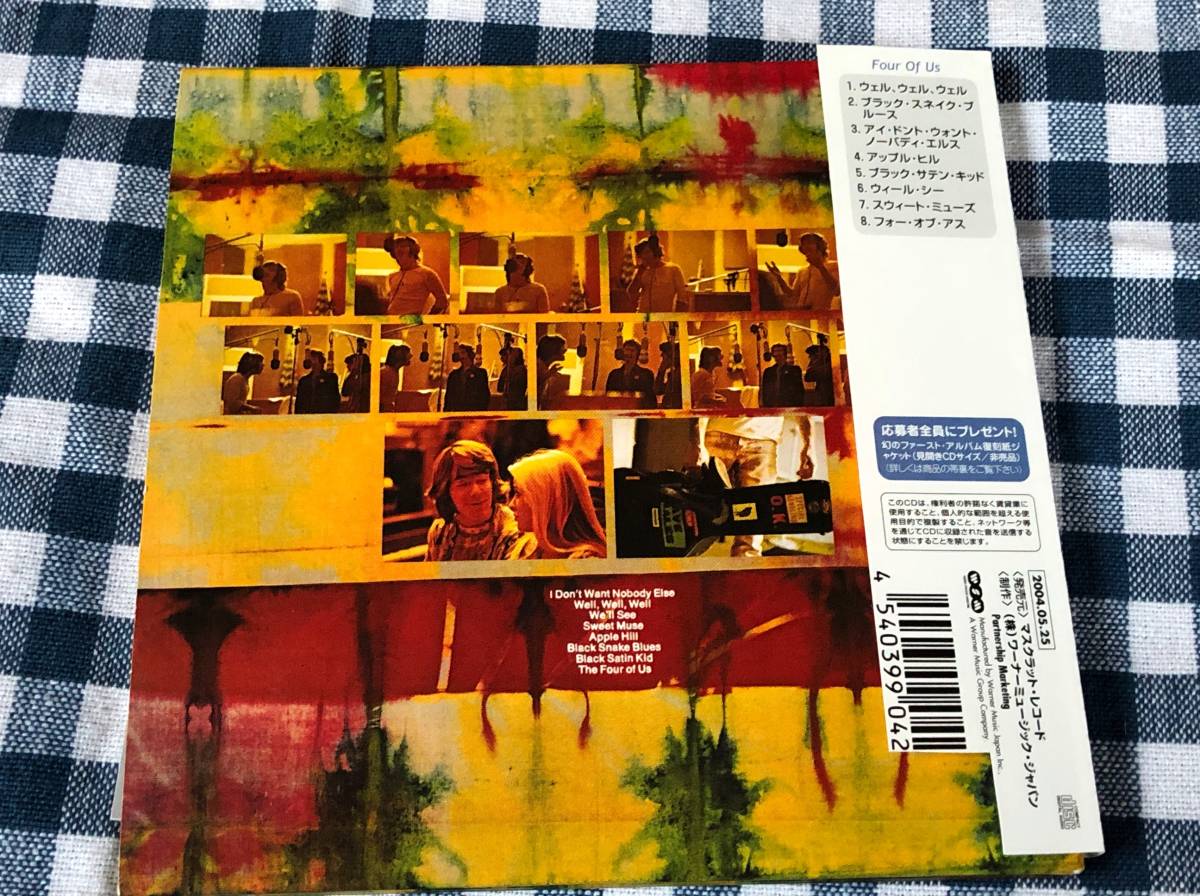 Four Of Us
1. ウェル、ウェル、ウェル
2. ブラック・スネイク・ブ
ルース
3. アイ・ドント・ウォント・
ノーバディ・エルス
4. アップル・ヒル
5. ブラック・サテン・キッド
6. ウィール・シー
7. スウィート・ミューズ
8. フォー・オブ・アス
応募者全員にプレゼント!
幻のファースト・アルバム復刻紙ジ
ャケット(見開きCDサイズ/非売品)
(詳しくは商品の帯裏をご覧下さい)
このCDは、権利者の許諾なく賃貸業に
使用すること、個人的な範囲を超える使
用目的で複製すること、ネットワーク等
を通じてCDに収録された音を送信する
状態にすることを禁じます。
2004.05.25
〈発売元〉マスクラット・レコード
〈制作〉(株)ワーナーミュージック・ジャパン
Partnership Marketing
Manufactured by Warner Music Japan Inc.,
A Warner Music Group Company
4 540399 042
I Don't Want Nobody Else
Well, Well, Well
We'll See
Sweet Muse
Apple Hill
Black Snake Blues
Black Satin Kid
The Four of Us
O.K.